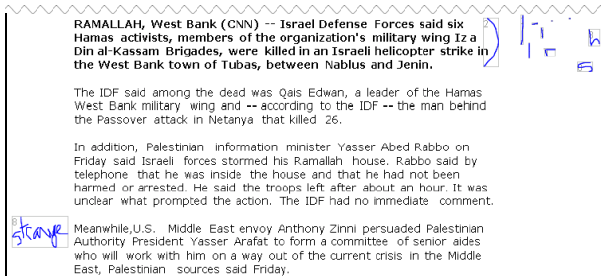 RAMALLAH, West Bank (CNN) -- Israel Defense Forces said six
Hamas activists, members of the organization's military wing Iz a
Din al-Kassam Brigades, were killed in an Israeli helicopter strike in
the West Bank town of Tubas, between Nablus and Jenin.
The IDF said among the dead was Qais Edwan, a leader of the Hamas
West Bank military wing and -- according to the IDF -- the man behind
the Passover attack in Netanya that killed 26.
In addition, Palestinian information minister Yasser Abed Rabbo on
Friday said Israeli forces stormed his Ramallah house. Rabbo said by
telephone that he was inside the house and that he had not been
harmed or arrested. He said the troops left after about an hour. It was
unclear what prompted the action. The IDF had no immediate comment.
strange
Meanwhile,U.S. Middle East envoy Anthony Zinni persuaded Palestinian
Authority President Yasser Arafat to form a committee of senior aides
who will work with him on a way out of the current crisis in the Middle
East, Palestinian sources said Friday.